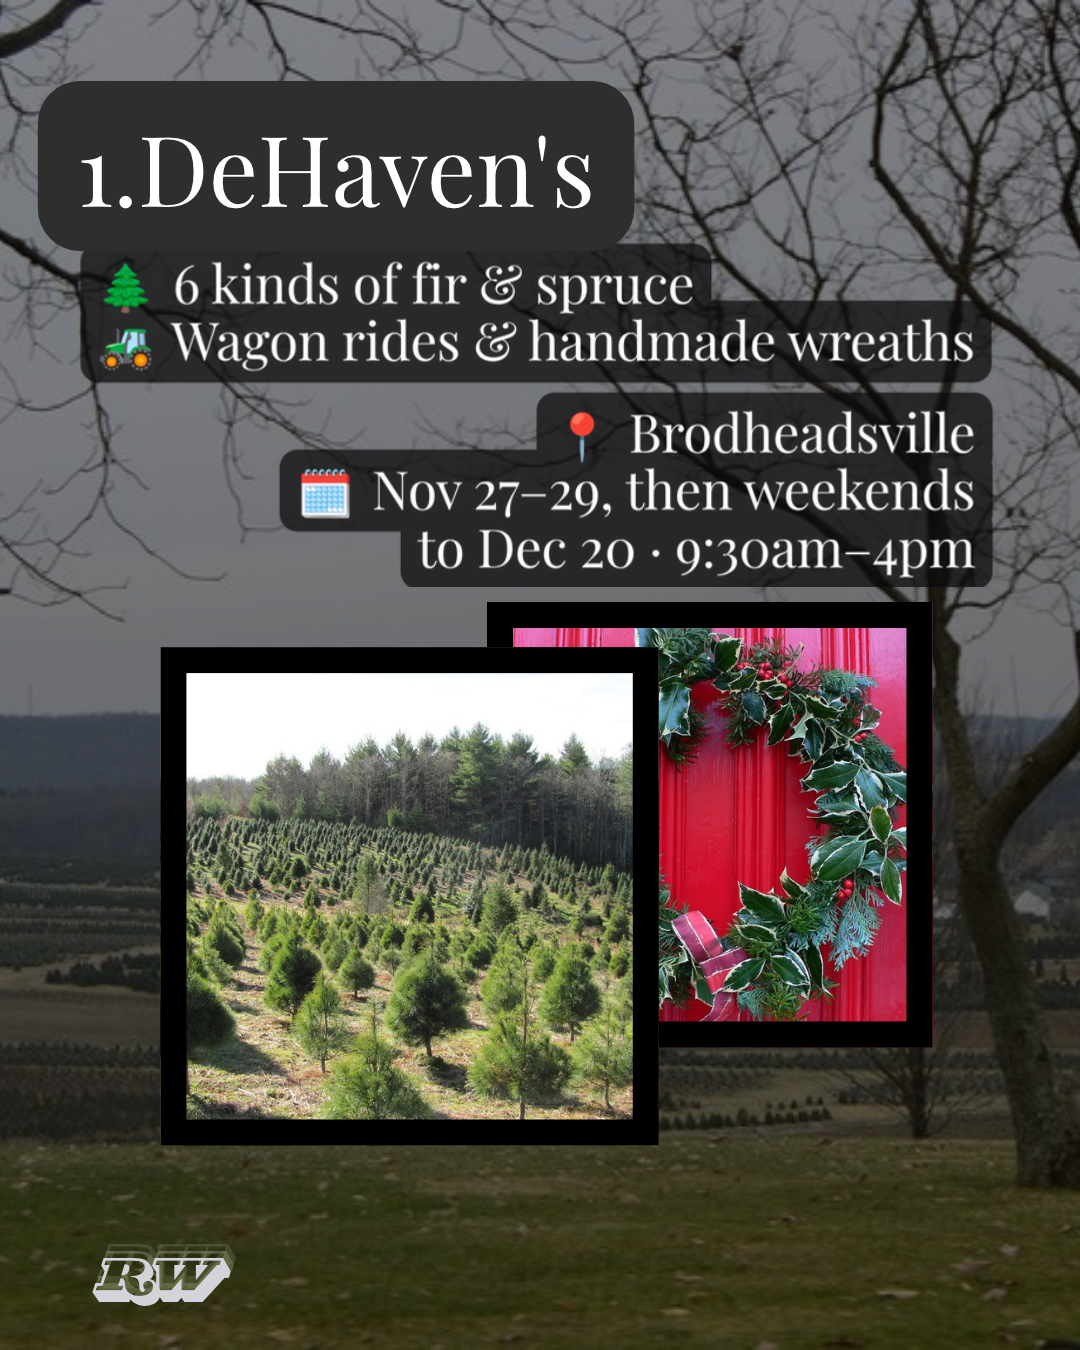 1.DeHaven's
🌲 6 kinds of fir & spruce
🚜 Wagon rides & handmade wreaths
📍 Brodheadsville
🗓️ Nov 27–29, then weekends
to Dec 20 · 9:30am–4pm
RW